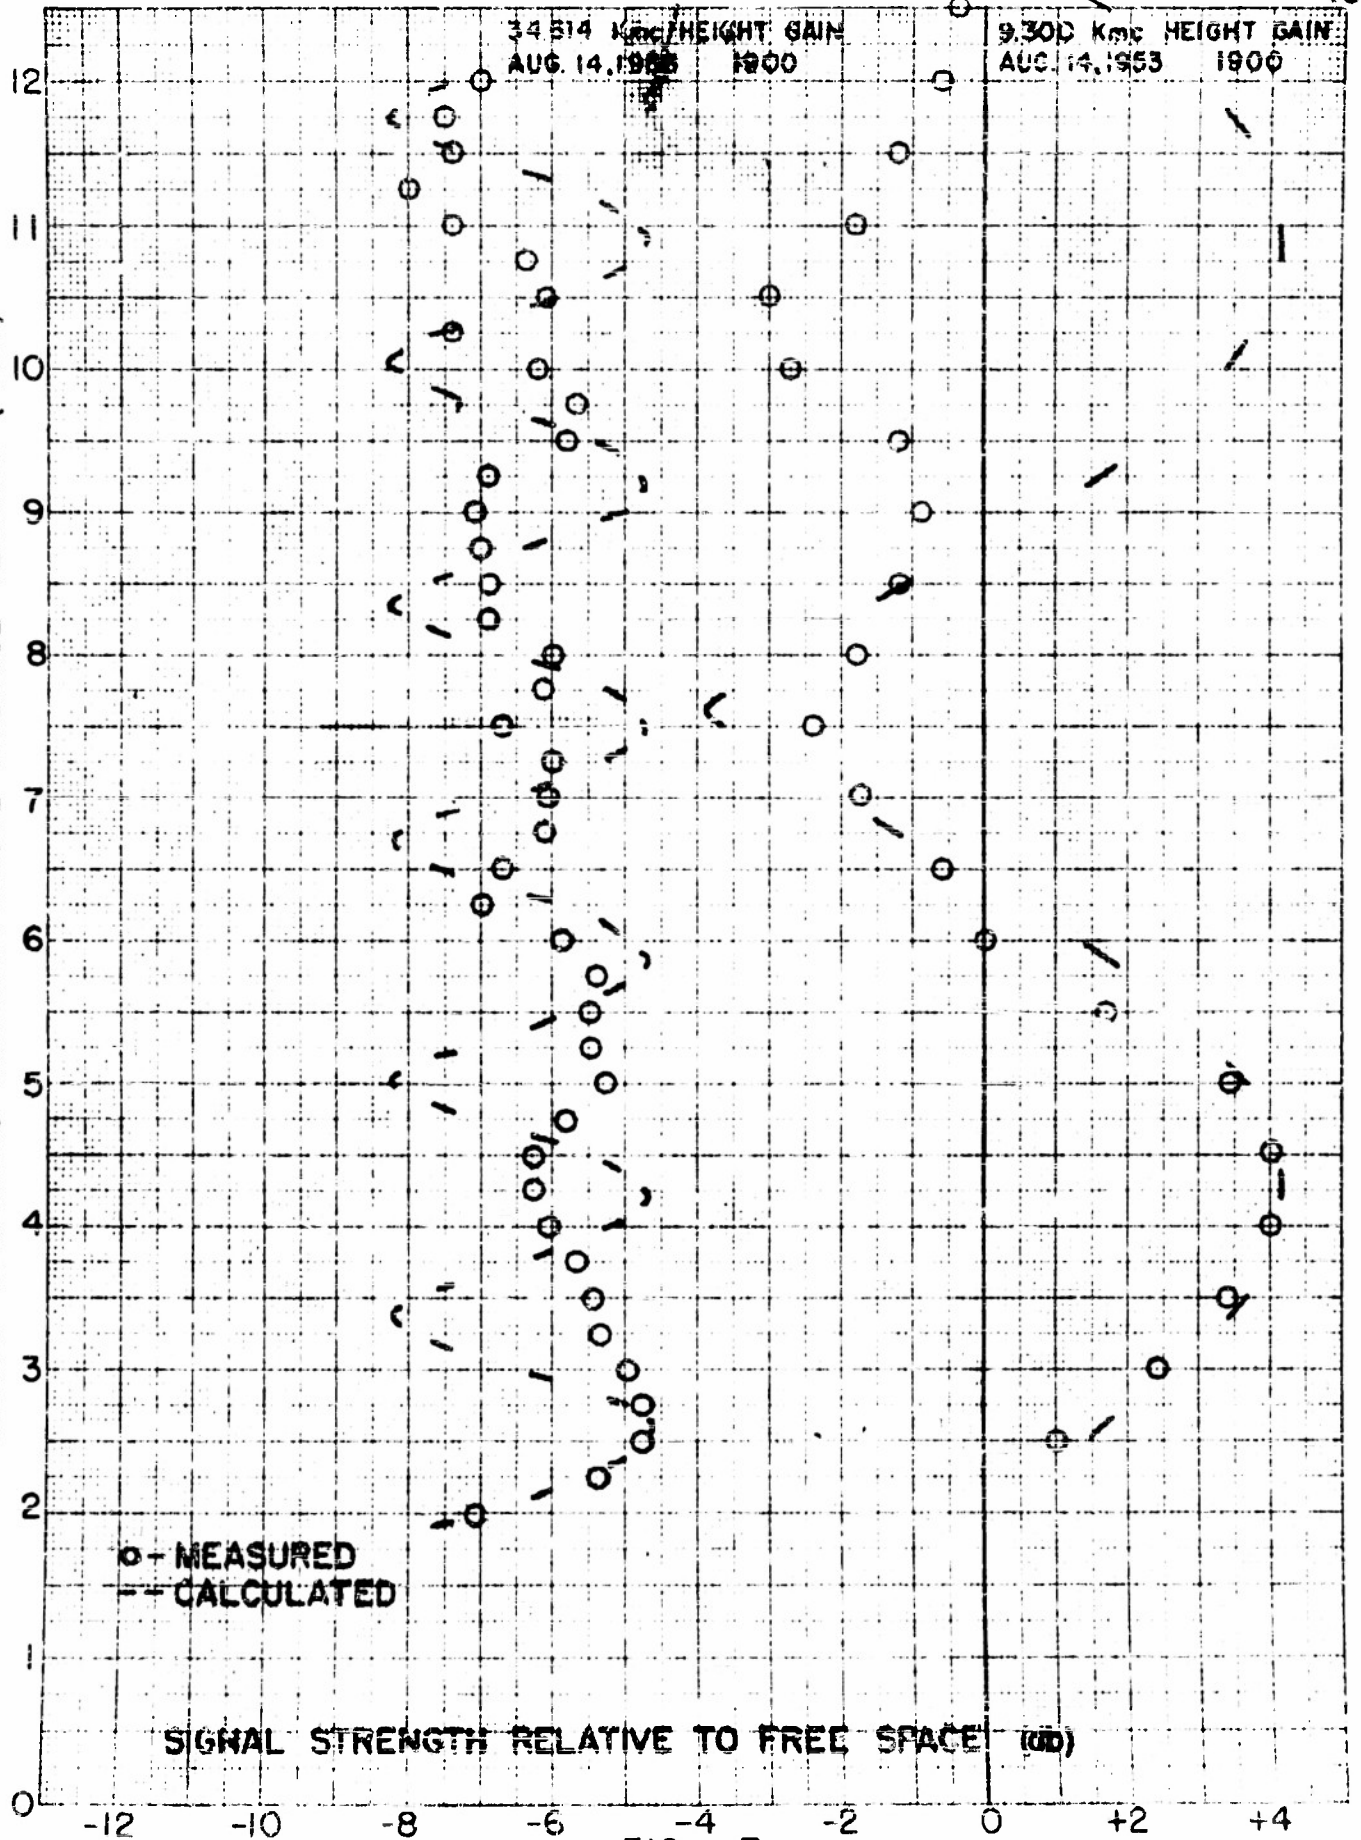 34.514 Kmc HEIGHT GAIN
AUG. 14, 1953 1900
9.300 Kmc HEIGHT GAIN
AUG. 14, 1953 1900
12
11
10
9
8
7
6
5
4
3
2
1
0
o - MEASURED
-- CALCULATED
SIGNAL STRENGTH RELATIVE TO FREE SPACE (DB)
-12 -10 -8 -6 -4 -2 0 +2 +4